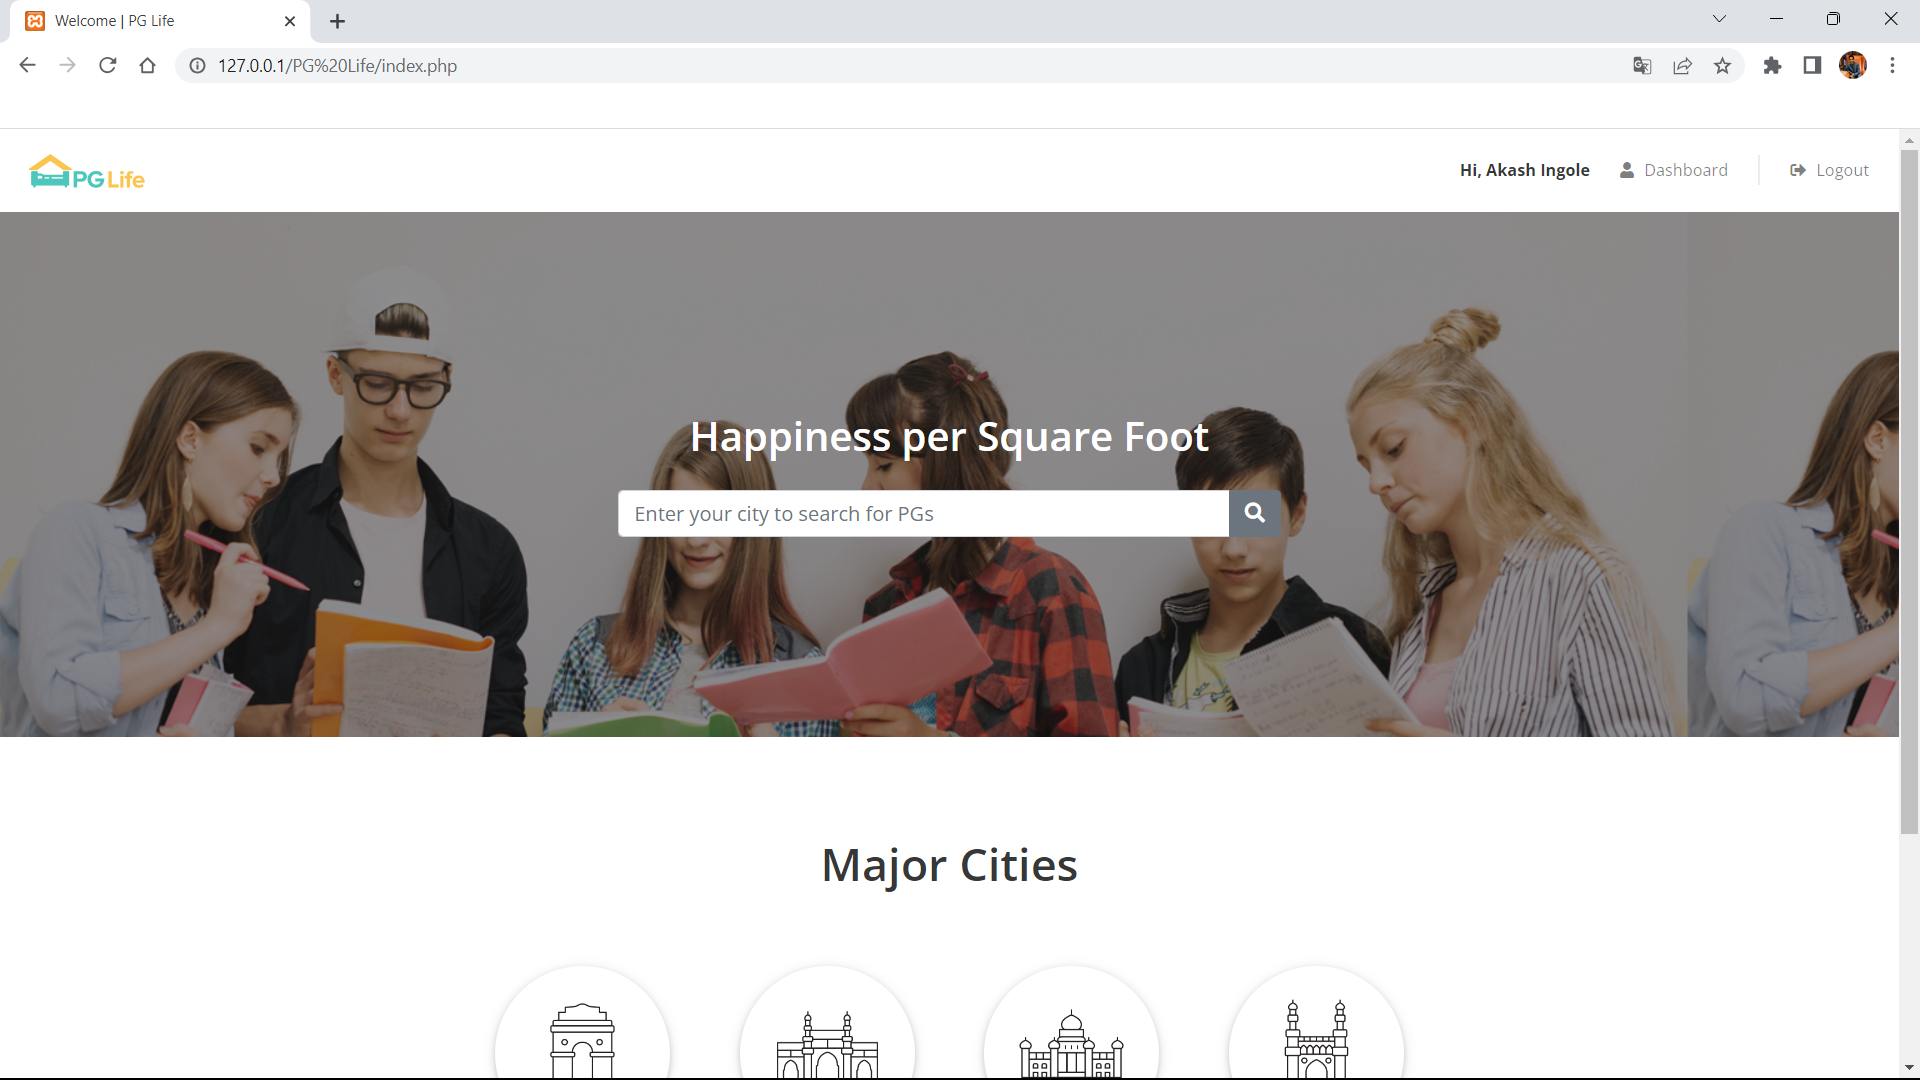 Welcome | PG Life
127.0.0.1/PG%20Life/index.php
PG Life
Hi, Akash Ingole
Dashboard
Logout
Happiness per Square Foot
Enter your city to search for PGs
Major Cities